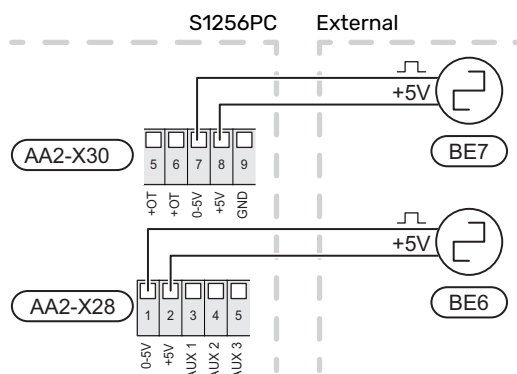 S1256PC External
+5V
BE7
AA2-X30
5 6 7 8 9
+OT +OT 0-5V +5V GND
+5V
BE6
AA2-X28
1 2 3 4 5
0-5V +5V AUX 1 AUX 2 AUX 3